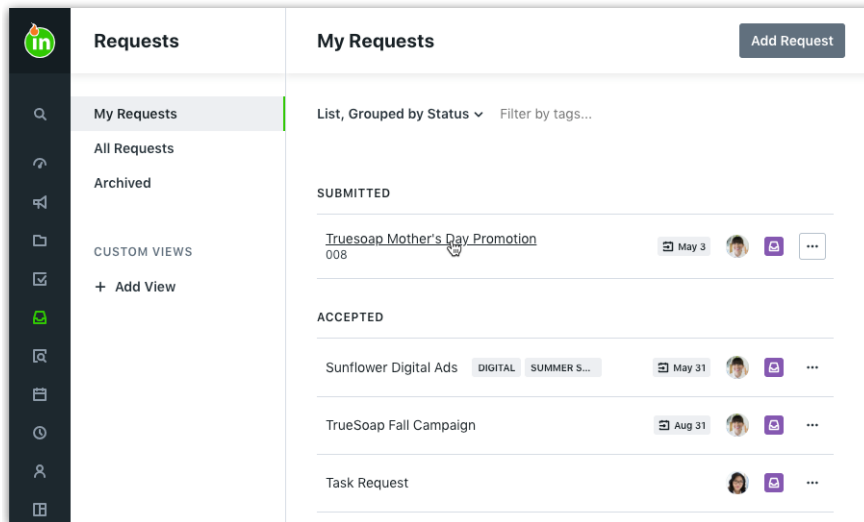 in
Requests
My Requests
Add Request
My Requests
All Requests
Archived
CUSTOM VIEWS
+ Add View
List, Grouped by Status
Filter by tags...
SUBMITTED
Truesoap Mother's Day Promotion
008
May 3
ACCEPTED
Sunflower Digital Ads DIGITAL SUMMER S... May 31
TrueSoap Fall Campaign Aug 31
Task Request